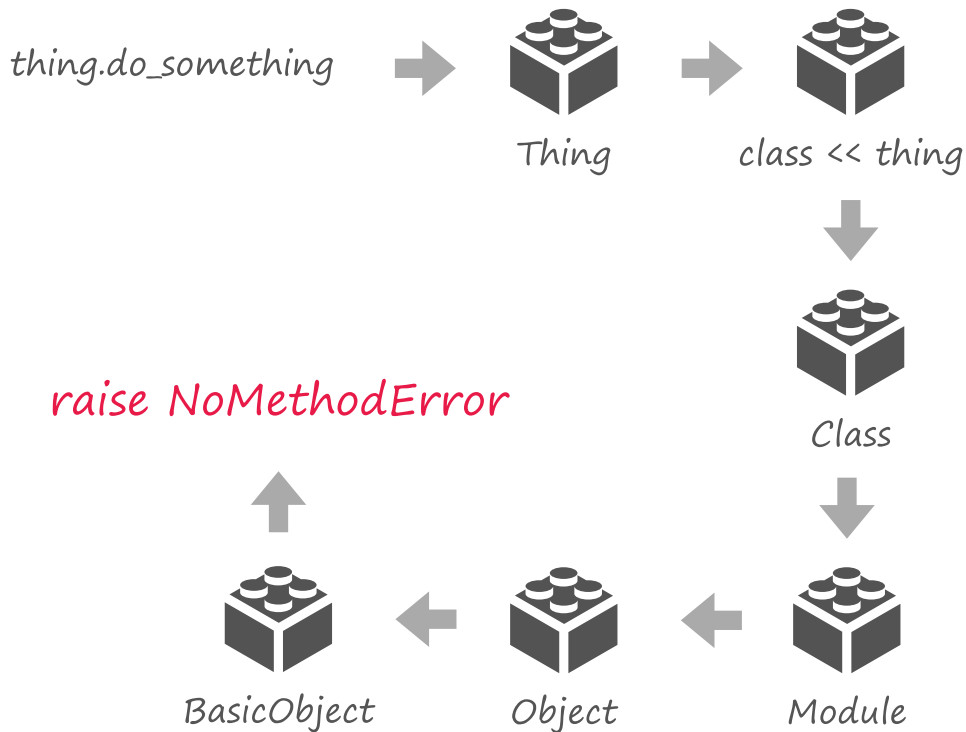 thing.do_something
Thing
class << thing
Class
raise NoMethodError
BasicObject
Object
Module